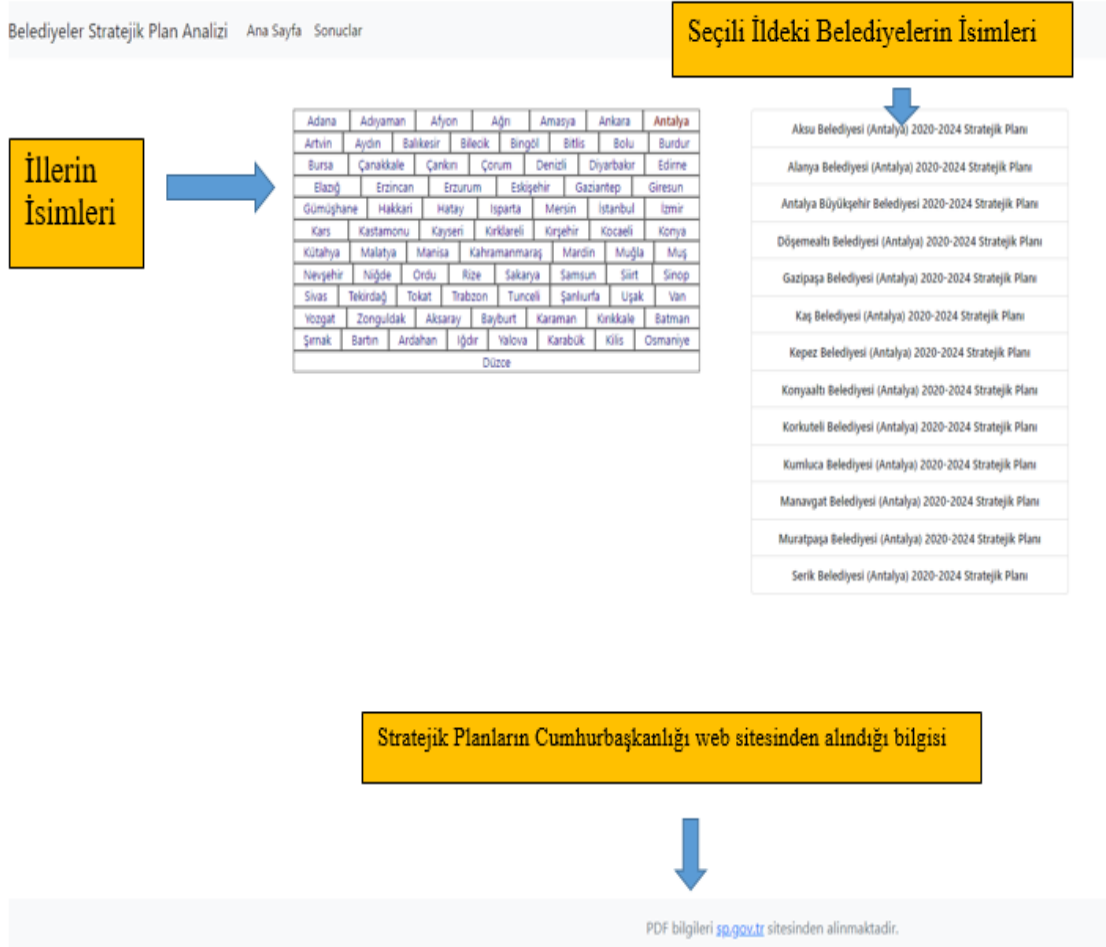 Belediyeler Stratejik Plan Analizi Ana Sayfa Sonuclar
Seçili İldeki Belediyelerin İsimleri
İllerin
İsimleri
Adana Adıyaman Afyon Ağrı Amasya Ankara Antalya
Artvin Aydın Balıkesir Bilecik Bingöl Bitlis Bolu Burdur
Bursa Çanakkale Çankırı Çorum Denizli Diyarbakır Edirne
Elazığ Erzincan Erzurum Eskişehir Gaziantep Giresun
Gümüşhane Hakkari Hatay Isparta Mersin İstanbul İzmir
Kars Kastamonu Kayseri Kırklareli Kırşehir Kocaeli Konya
Kütahya Malatya Manisa Kahramanmaraş Mardin Muğla Muş
Nevşehir Niğde Ordu Rize Sakarya Samsun Siirt Sinop
Sivas Tekirdağ Tokat Trabzon Tunceli Şanlıurfa Uşak Van
Yozgat Zonguldak Aksaray Bayburt Karaman Kırıkkale Batman
Şırnak Bartın Ardahan Iğdır Yalova Karabük Kilis Osmaniye
Düzce
Aksu Belediyesi (Antalya) 2020-2024 Stratejik Planı
Alanya Belediyesi (Antalya) 2020-2024 Stratejik Planı
Antalya Büyükşehir Belediyesi 2020-2024 Stratejik Planı
Döşemealtı Belediyesi (Antalya) 2020-2024 Stratejik Planı
Gazipaşa Belediyesi (Antalya) 2020-2024 Stratejik Planı
Kaş Belediyesi (Antalya) 2020-2024 Stratejik Planı
Kepez Belediyesi (Antalya) 2020-2024 Stratejik Planı
Konyaaltı Belediyesi (Antalya) 2020-2024 Stratejik Planı
Korkuteli Belediyesi (Antalya) 2020-2024 Stratejik Planı
Kumluca Belediyesi (Antalya) 2020-2024 Stratejik Planı
Manavgat Belediyesi (Antalya) 2020-2024 Stratejik Planı
Muratpaşa Belediyesi (Antalya) 2020-2024 Stratejik Planı
Serik Belediyesi (Antalya) 2020-2024 Stratejik Planı
Stratejik Planların Cumhurbaşkanlığı web sitesinden alındığı bilgisi
PDF bilgileri sp.gov.tr sitesinden alinmaktadir.